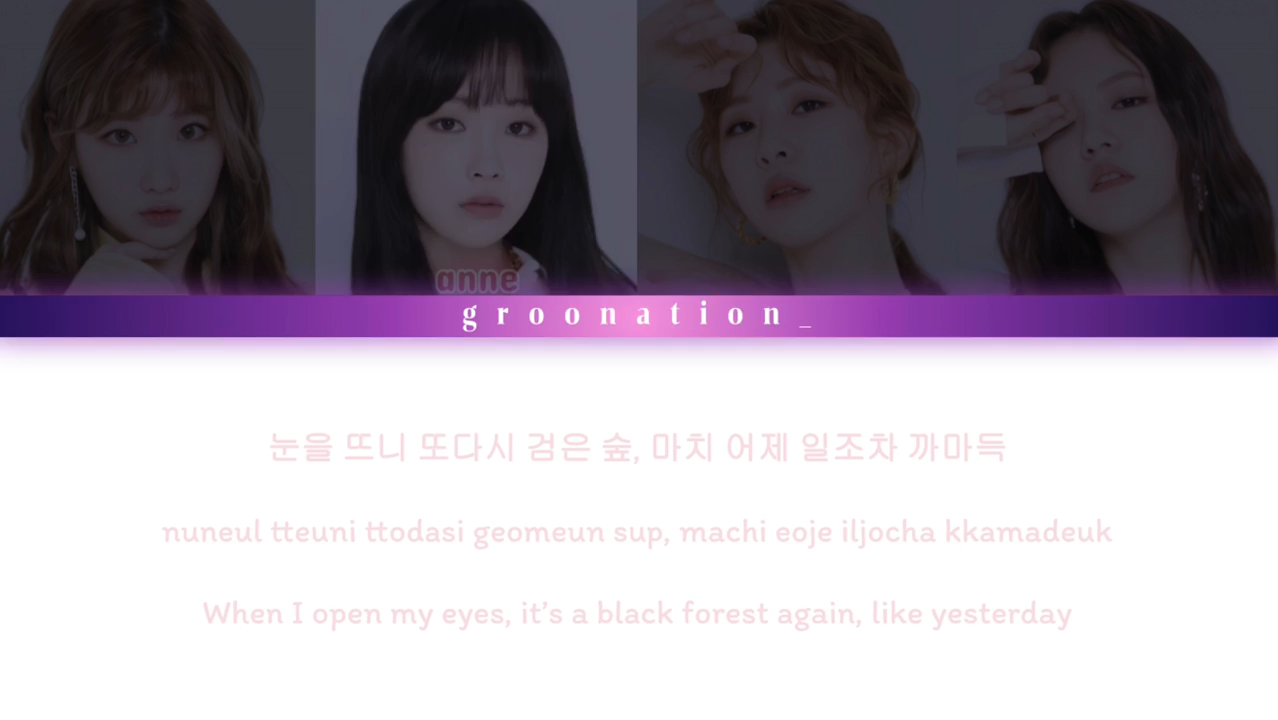 anne
groonation_
눈을 뜨니 또다시 검은 숲, 마치 어제 일조차 까마득
nuneul tteuni ttodasi geomeun sup, machi eoje iljocha kkamadeuk
When I open my eyes, it’s a black forest again, like yesterday